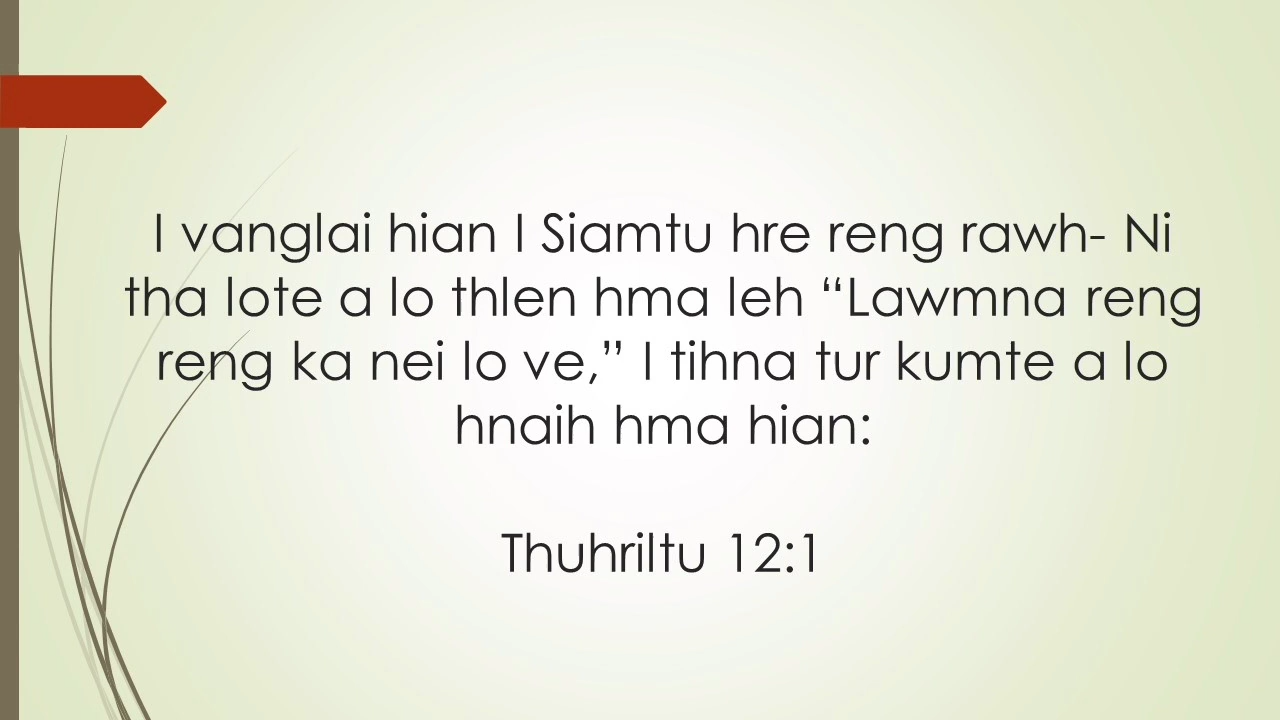 I vanglai hian I Siamtu hre reng rawh- Ni
tha lote a lo thlen hma leh “Lawmna reng
reng ka nei lo ve,” I tihna tur kumte a lo
hnaih hma hian:
Thuhriltu 12:1